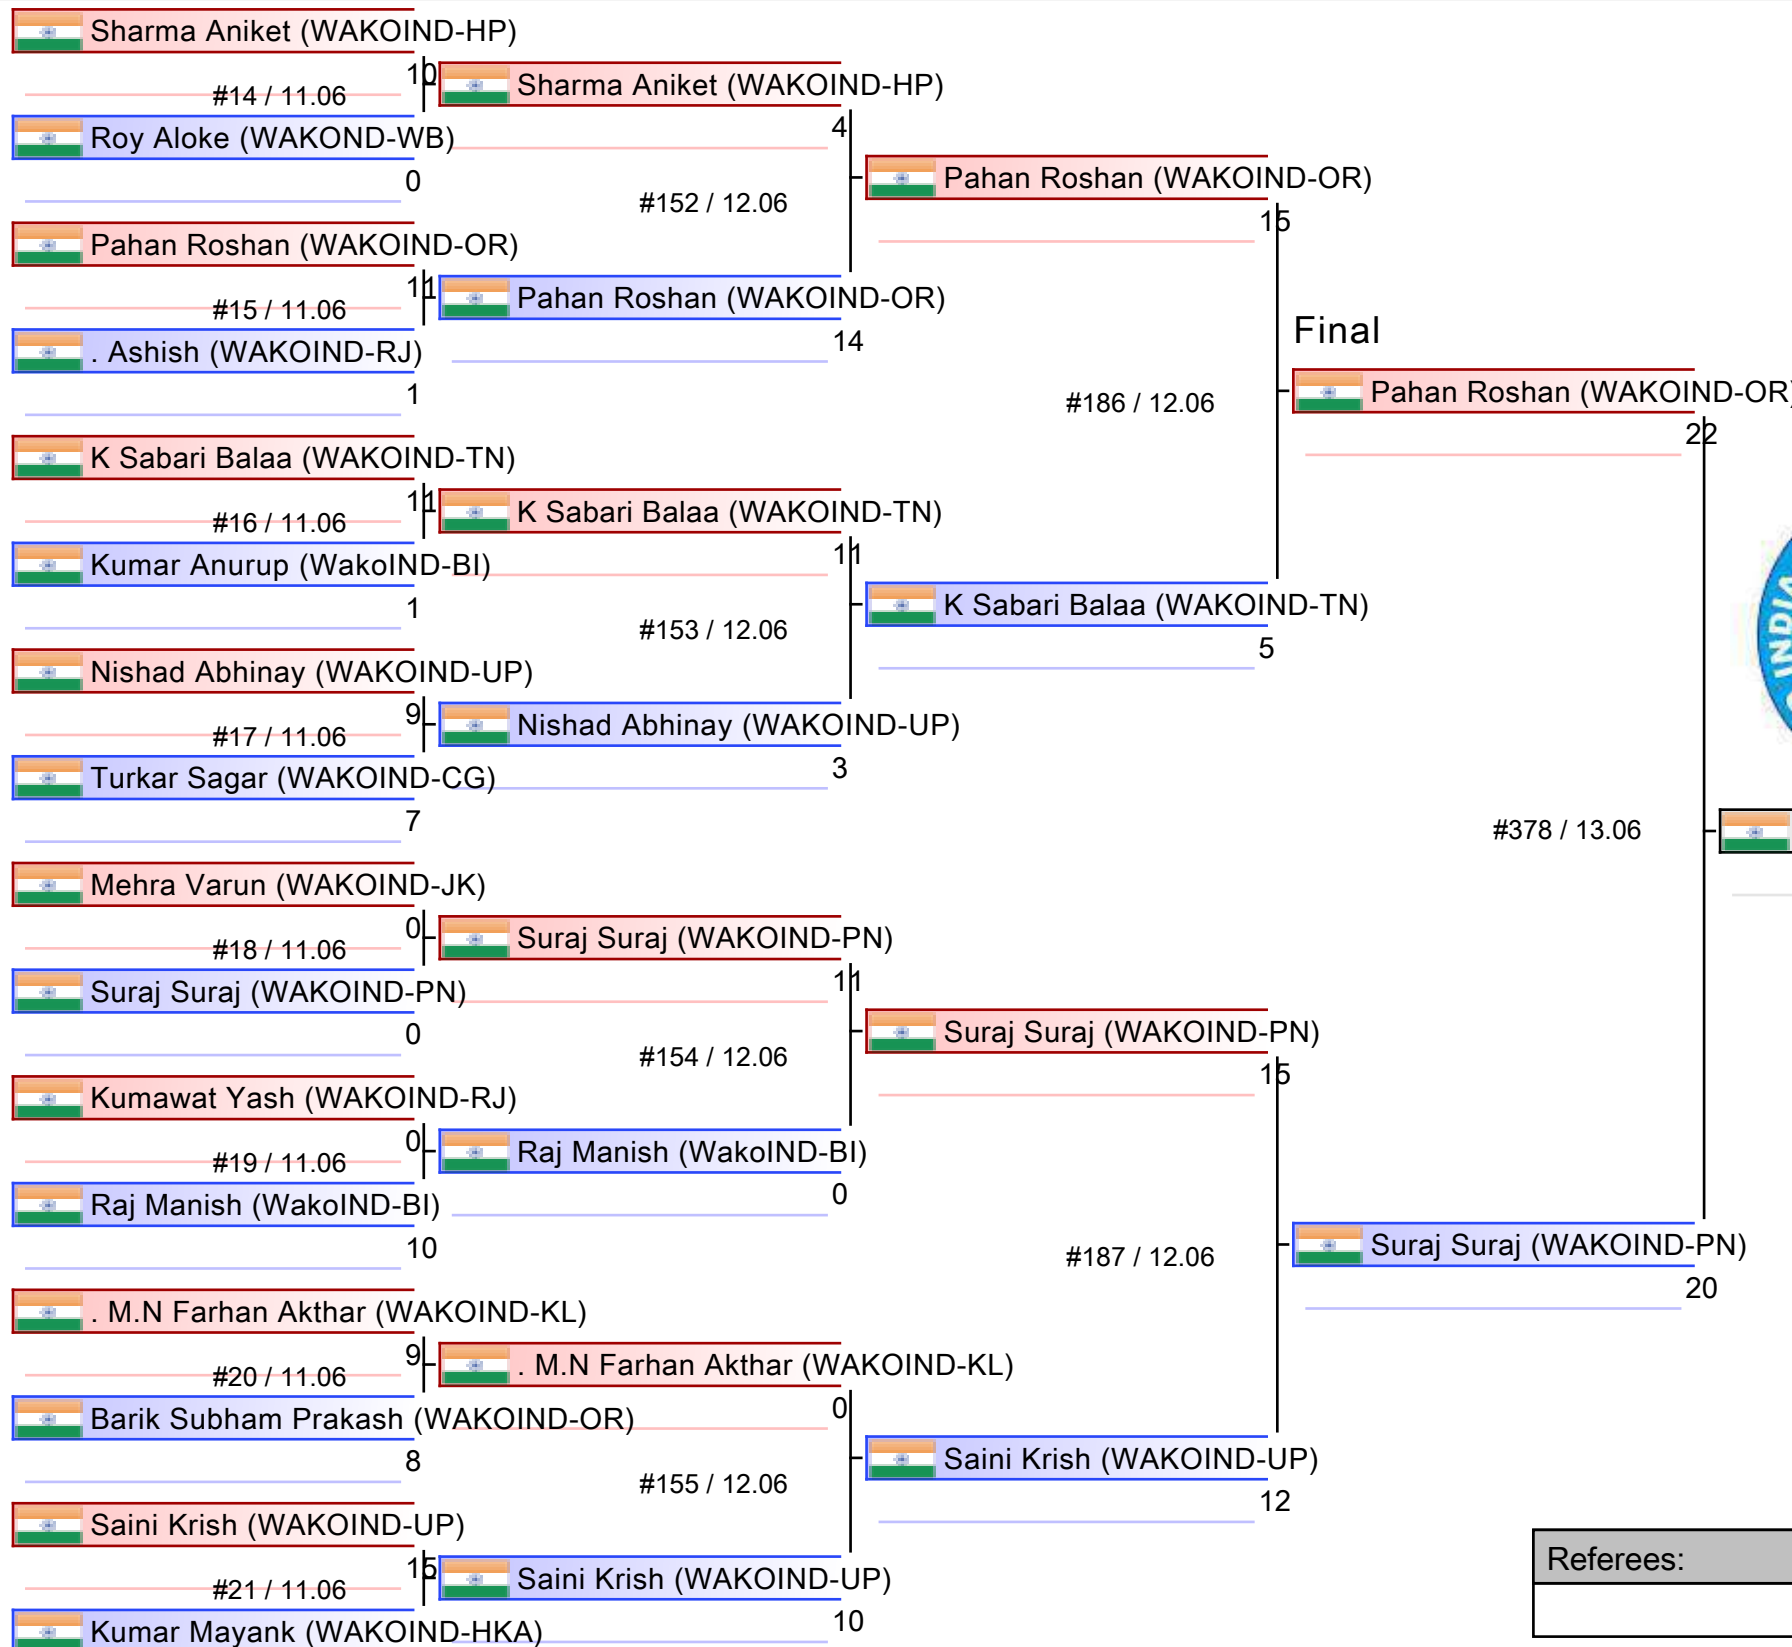 Sharma Aniket (WAKOIND-HP)
10
#14 / 11.06
Roy Aloke (WAKOND-WB)
0
Pahan Roshan (WAKOIND-OR)
11
#15 / 11.06
. Ashish (WAKOIND-RJ)
1
K Sabari Balaa (WAKOIND-TN)
11
#16 / 11.06
Kumar Anurup (WakoIND-BI)
1
Nishad Abhinay (WAKOIND-UP)
9
#17 / 11.06
Turkar Sagar (WAKOIND-CG)
7
Mehra Varun (WAKOIND-JK)
0
#18 / 11.06
Suraj Suraj (WAKOIND-PN)
0
Kumawat Yash (WAKOIND-RJ)
0
#19 / 11.06
Raj Manish (WakoIND-BI)
10
. M.N Farhan Akthar (WAKOIND-KL)
9
#20 / 11.06
Barik Subham Prakash (WAKOIND-OR)
8
Saini Krish (WAKOIND-UP)
15
#21 / 11.06
Kumar Mayank (WAKOIND-HKA)
Sharma Aniket (WAKOIND-HP)
4
#152 / 12.06
Pahan Roshan (WAKOIND-OR)
14
K Sabari Balaa (WAKOIND-TN)
11
#153 / 12.06
Nishad Abhinay (WAKOIND-UP)
3
Suraj Suraj (WAKOIND-PN)
11
#154 / 12.06
Raj Manish (WakoIND-BI)
0
. M.N Farhan Akthar (WAKOIND-KL)
0
#155 / 12.06
Saini Krish (WAKOIND-UP)
10
Pahan Roshan (WAKOIND-OR)
15
#186 / 12.06
K Sabari Balaa (WAKOIND-TN)
5
Suraj Suraj (WAKOIND-PN)
15
#187 / 12.06
Saini Krish (WAKOIND-UP)
12
Final
Pahan Roshan (WAKOIND-OR)
22
#378 / 13.06
Suraj Suraj (WAKOIND-PN)
20
INDIA
Referees: